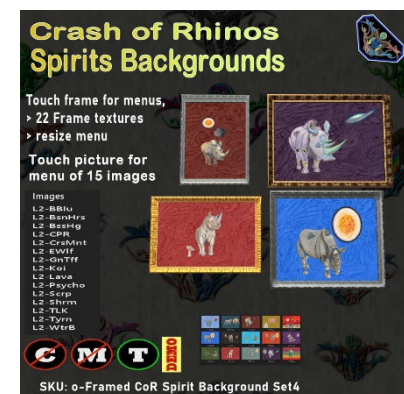 Crash of Rhinos
Spirits Backgrounds
Touch frame for menus,
> 22 Frame textures
> resize menu
Touch picture for
menu of 15 images
Images
L2-BBlu
L2-BsnHrs
L2-BssHg
L2-CPR
L2-CrsMnt
L2-EWlf
L2-GnTff
L2-Koi
L2-Lava
L2-Psycho
L2-Scrp
L2-Shrm
L2-TLK
L2-Tyrn
L2-WtrB
C M T DEMO
SKU: o-Framed CoR Spirit Background Set4